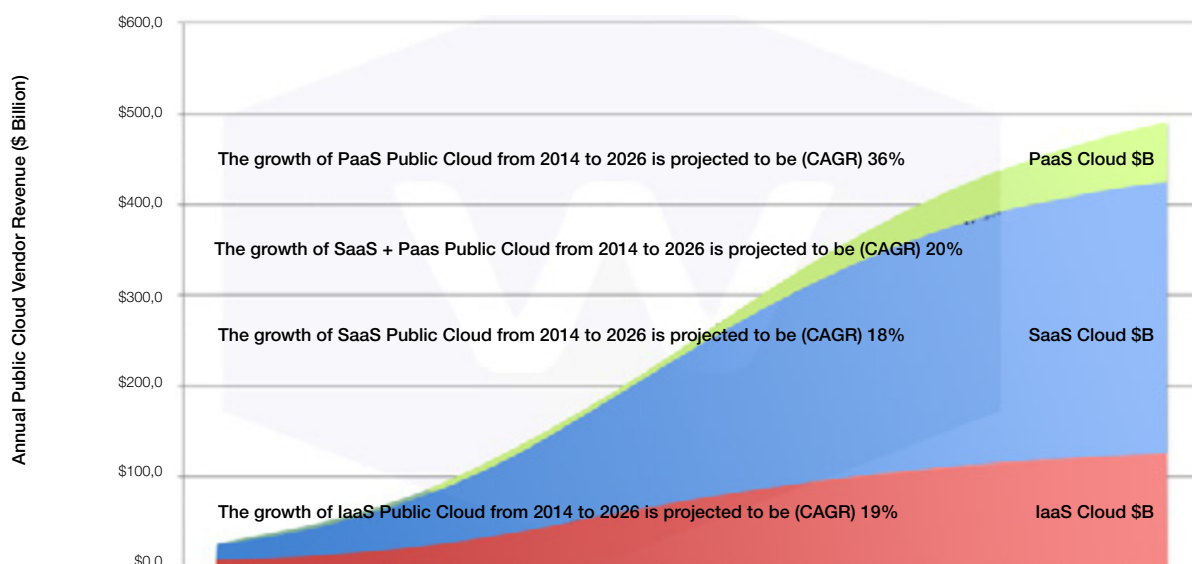 Annual Public Cloud Vendor Revenue ($ Billion)
$600,0
$500,0
The growth of PaaS Public Cloud from 2014 to 2026 is projected to be (CAGR) 36%
PaaS Cloud $B
$400,0
The growth of SaaS + Paas Public Cloud from 2014 to 2026 is projected to be (CAGR) 20%
$300,0
The growth of SaaS Public Cloud from 2014 to 2026 is projected to be (CAGR) 18%
SaaS Cloud $B
$200,0
$100,0
The growth of IaaS Public Cloud from 2014 to 2026 is projected to be (CAGR) 19%
IaaS Cloud $B
$0,0